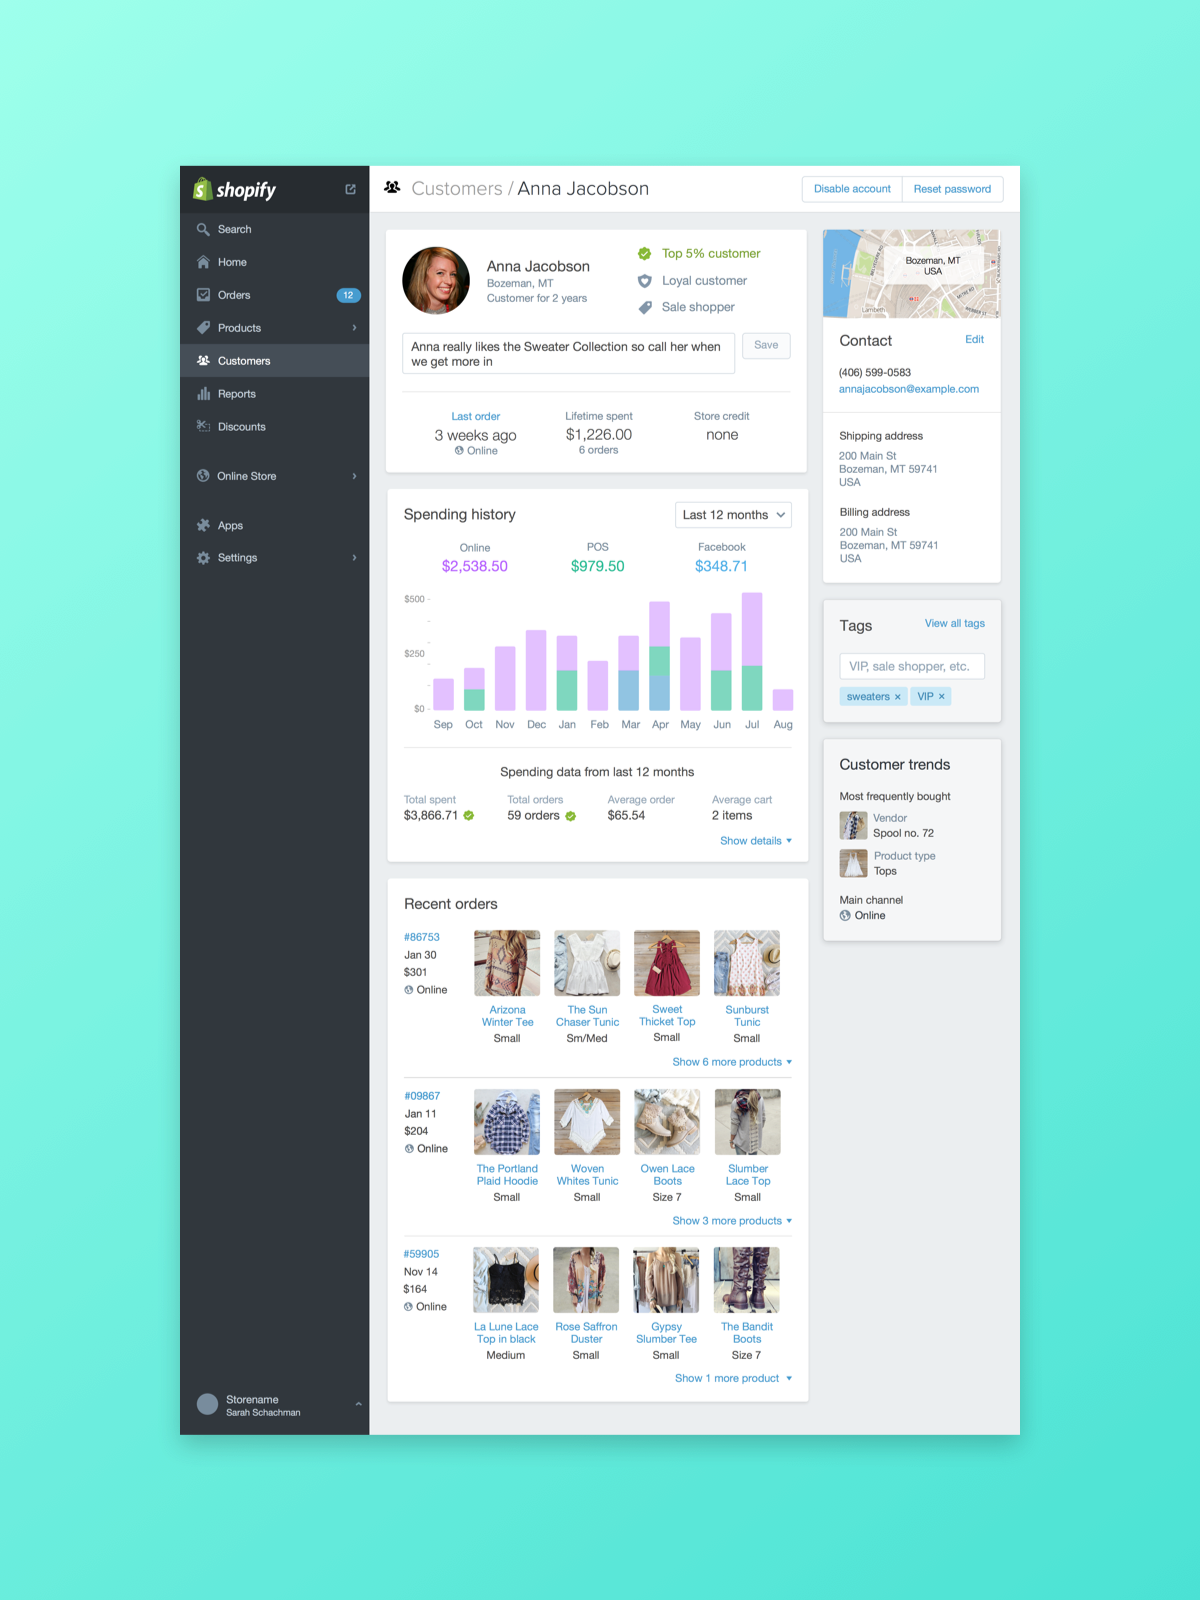 shopify
Search
Home
Orders
12
Products
Customers
Reports
Discounts
Online Store
Apps
Settings
Storename
Sarah Schachman
Customers / Anna Jacobson
Disable account
Reset password
Anna Jacobson
Bozeman, MT
Customer for 2 years
Top 5% customer
Loyal customer
Sale shopper
Anna really likes the Sweater Collection so call her when
we get more in
Save
Last order
3 weeks ago
Online
Lifetime spent
$1,226.00
6 orders
Store credit
none
Spending history
Last 12 months
Online
$2,538.50
POS
$979.50
Facebook
$348.71
$500
$250
$0
Sep Oct Nov Dec Jan Feb Mar Apr May Jun Jul Aug
Spending data from last 12 months
Total spent
$3,866.71
Total orders
59 orders
Average order
$65.54
Average cart
2 items
Show details
Recent orders
#86753
Jan 30
$301
Online
Arizona
Winter Tee
Small
The Sun
Chaser Tunic
Sm/Med
Sweet
Thicket Top
Small
Sunburst
Tunic
Small
Show 6 more products
#09867
Jan 11
$204
Online
The Portland
Plaid Hoodie
Small
Woven
Whites Tunic
Small
Owen Lace
Boots
Size 7
Slumber
Lace Top
Small
Show 3 more products
#59905
Nov 14
$164
Online
La Lune Lace
Top in black
Medium
Rose Saffron
Duster
Small
Gypsy
Slumber Tee
Small
The Bandit
Boots
Size 7
Show 1 more product
Bozeman, MT
USA
Lambeth
Contact
Edit
(406) 599-0583
annajacobson@example.com
Shipping address
200 Main St
Bozeman, MT 59741
USA
Billing address
200 Main St
Bozeman, MT 59741
USA
Tags
View all tags
VIP, sale shopper, etc.
sweaters ×
VIP ×
Customer trends
Most frequently bought
Vendor
Spool no. 72
Product type
Tops
Main channel
Online